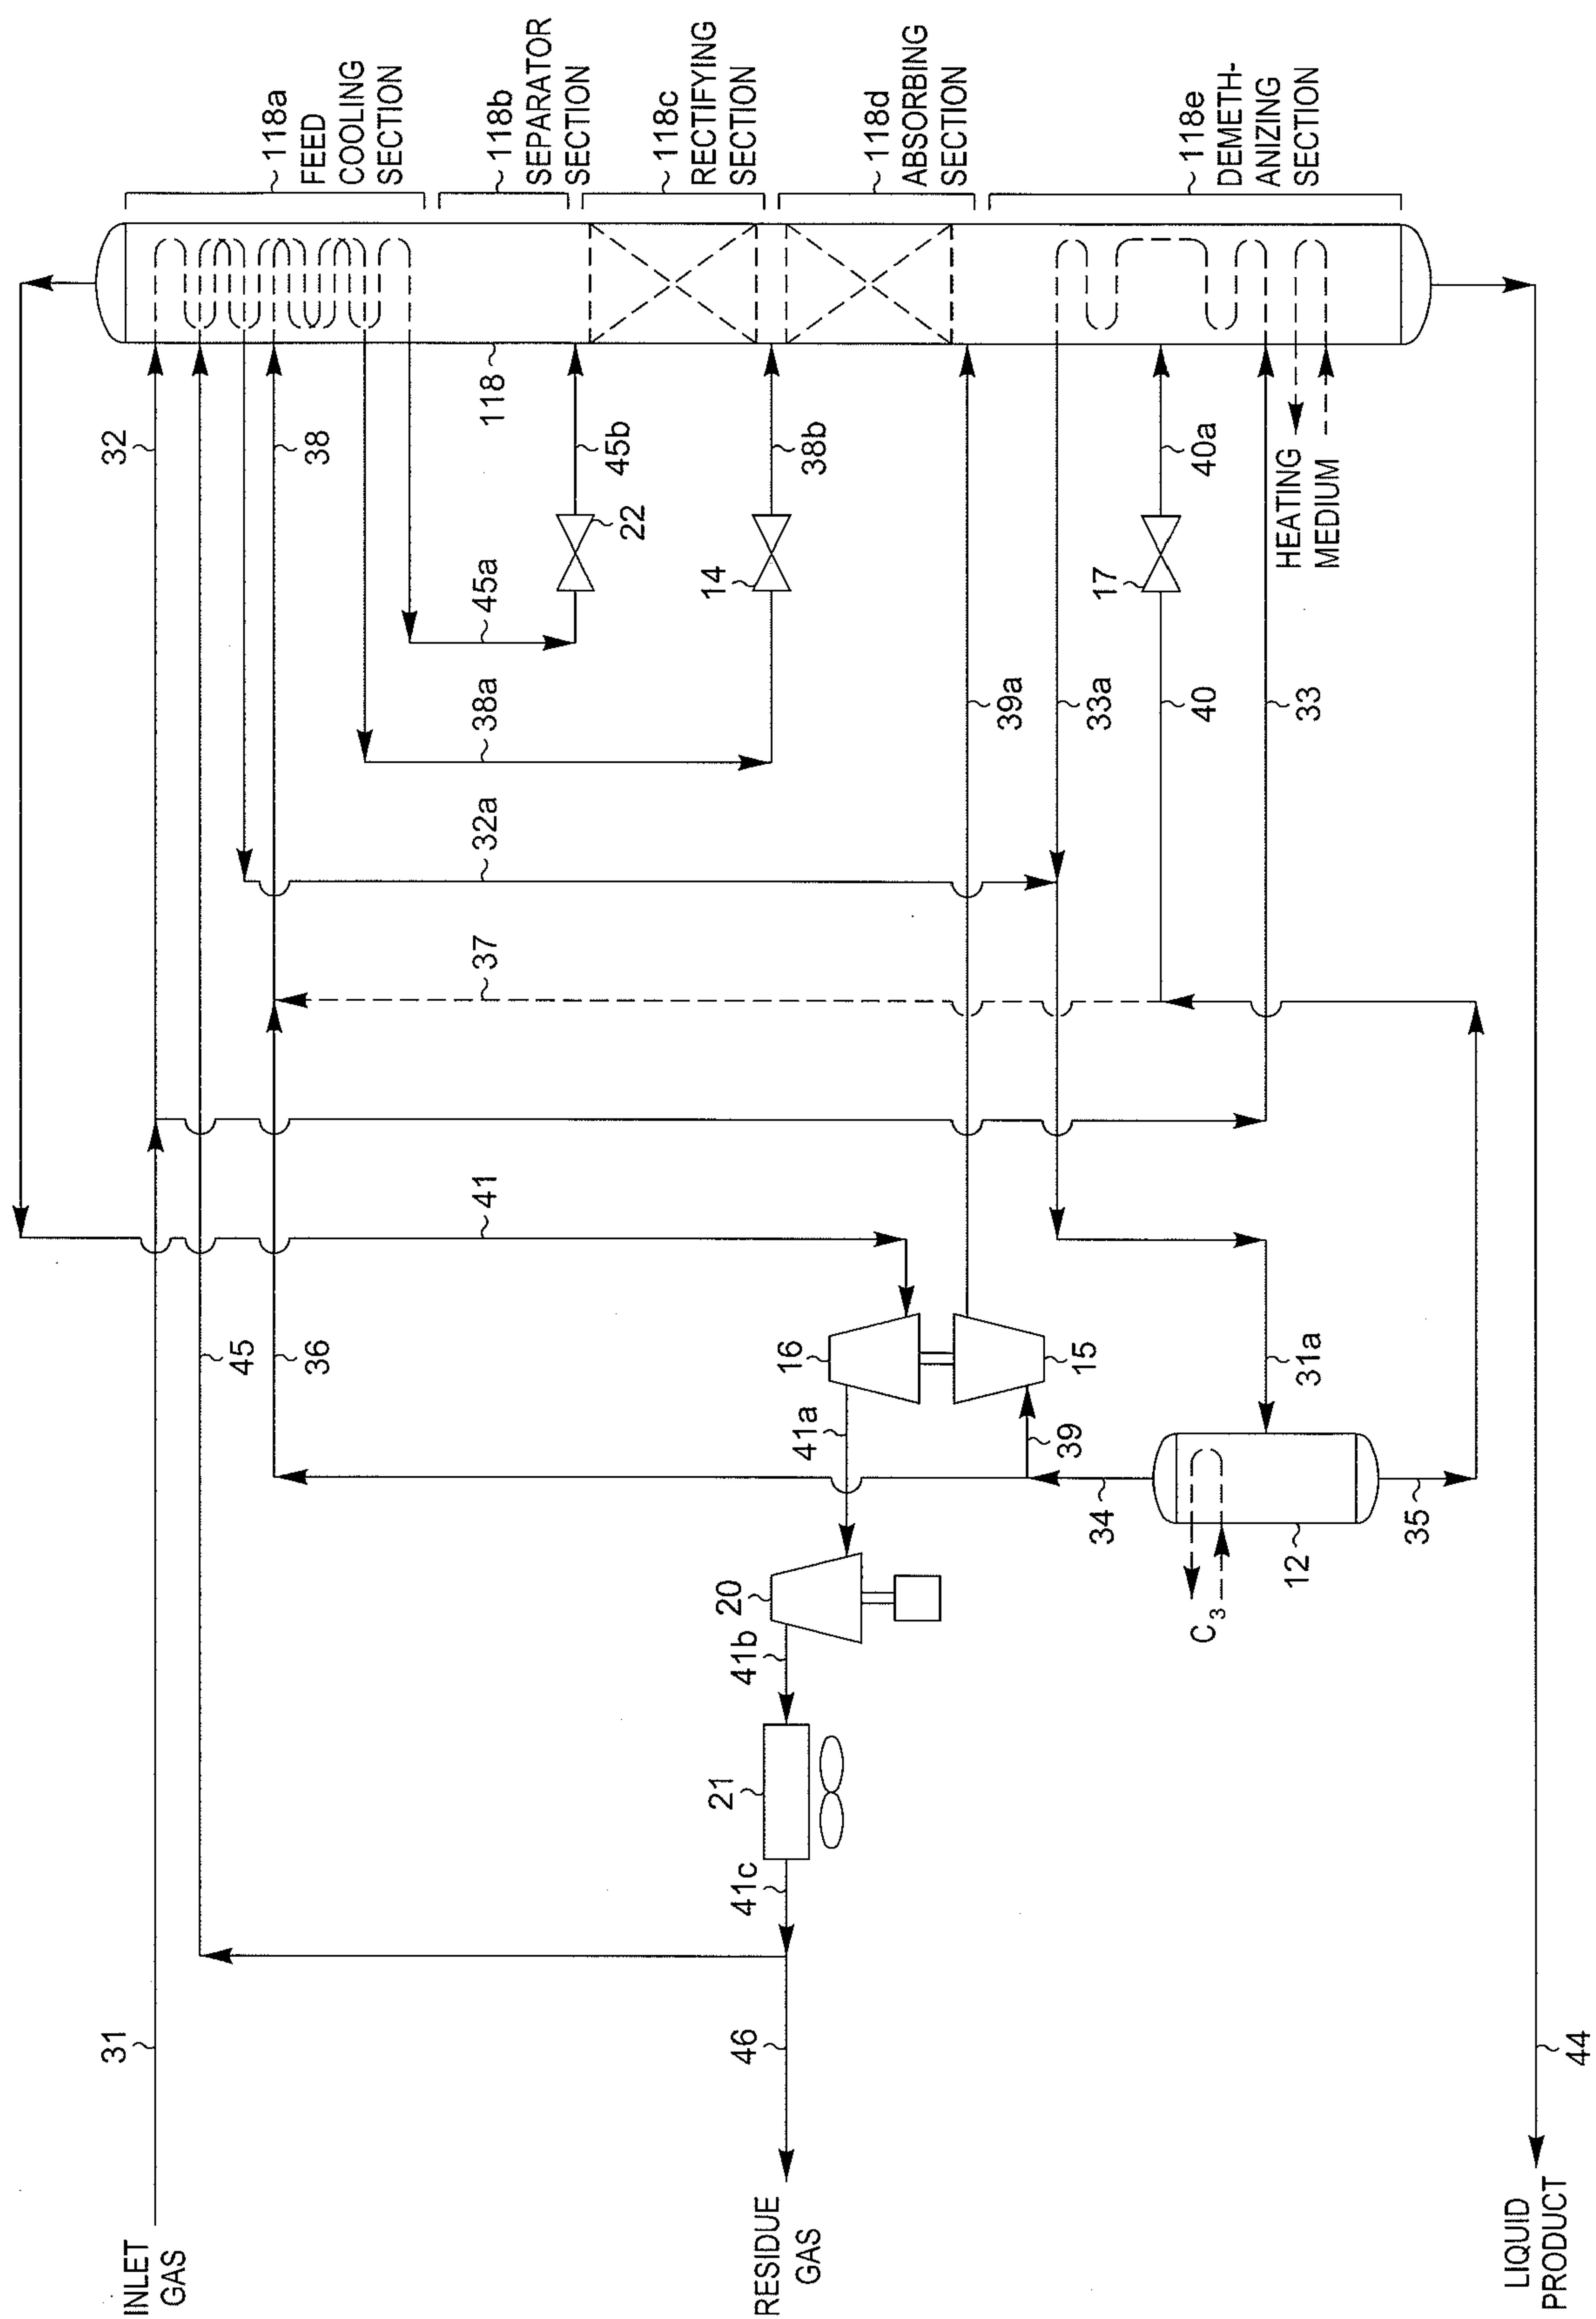 118a
FEED
COOLING
SECTION
118b
SEPARATOR
SECTION
118c
RECTIFYING
SECTION
118d
ABSORBING
SECTION
118e
DEMETH-
ANIZING
SECTION
32
38
118
45b
22
38b
14
40a
17
HEATING
MEDIUM
45a
38a
39a
33a
40
33
32a
37
41
45
36
16
15
31a
41a
39
34
35
12
C3
20
41b
21
41c
31
46
44
INLET
GAS
RESIDUE
GAS
LIQUID
PRODUCT